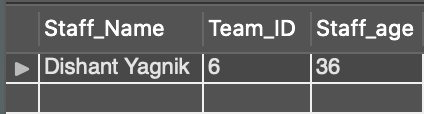 Staff_Name Team_ID Staff_age
Dishant Yagnik 6 36